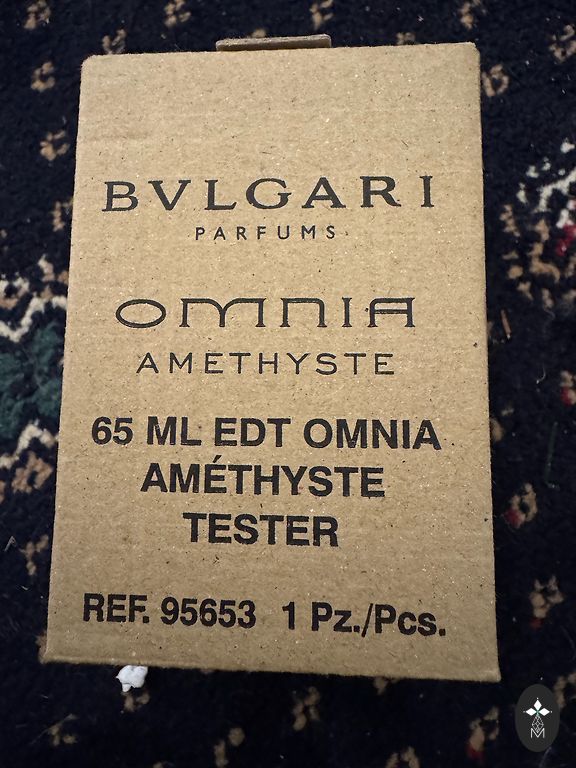 BVLGARI
PARFUMS
OMNIA
AMETHYSTE
65 ML EDT OMNIA
AMÉTHYSTE
TESTER
REF. 95653 1 Pz./Pcs.
M